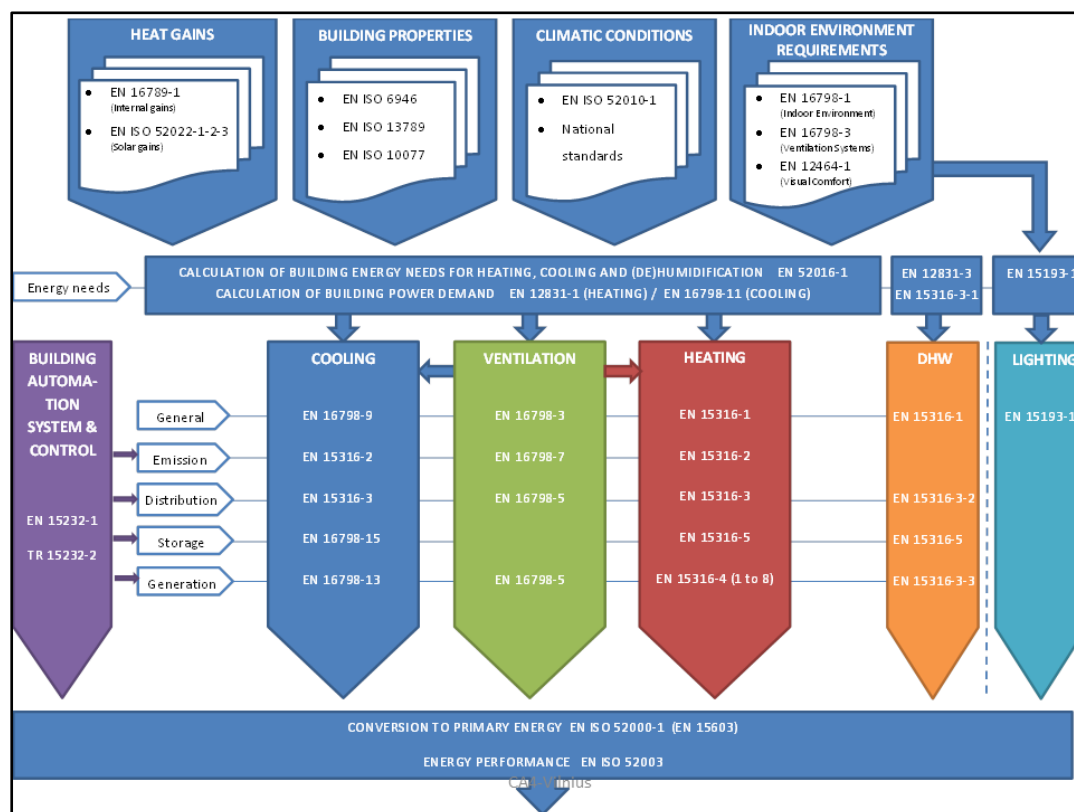 HEAT GAINS
EN 16789-1
(Internal gains)
EN ISO 52022-1-2-3
(Solar gains)
BUILDING PROPERTIES
EN ISO 6946
EN ISO 13789
EN ISO 10077
CLIMATIC CONDITIONS
EN ISO 52010-1
National
standards
INDOOR ENVIRONMENT
REQUIREMENTS
EN 16798-1
(Indoor Environment)
EN 16798-3
(Ventilation Systems)
EN 12464-1
(Visual Comfort)
Energy needs
CALCULATION OF BUILDING ENERGY NEEDS FOR HEATING, COOLING AND (DE)HUMIDIFICATION EN 52016-1
CALCULATION OF BUILDING POWER DEMAND EN 12831-1 (HEATING) / EN 16798-11 (COOLING)
EN 12831-3
EN 15316-3-1
EN 15193-1
BUILDING
AUTOMA-
TION
SYSTEM &
CONTROL
EN 15232-1
TR 15232-2
COOLING
VENTILATION
HEATING
DHW
LIGHTING
General
EN 16798-9
EN 16798-3
EN 15316-1
EN 15316-1
EN 15193-1
Emission
EN 15316-2
EN 16798-7
EN 15316-2
Distribution
EN 15316-3
EN 16798-5
EN 15316-3
EN 15316-3-2
Storage
EN 16798-15
EN 15316-5
EN 15316-5
Generation
EN 16798-13
EN 16798-5
EN 15316-4 (1 to 8)
EN 15316-3-3
CONVERSION TO PRIMARY ENERGY EN ISO 52000-1 (EN 15603)
ENERGY PERFORMANCE EN ISO 52003
CA4-Vilnius